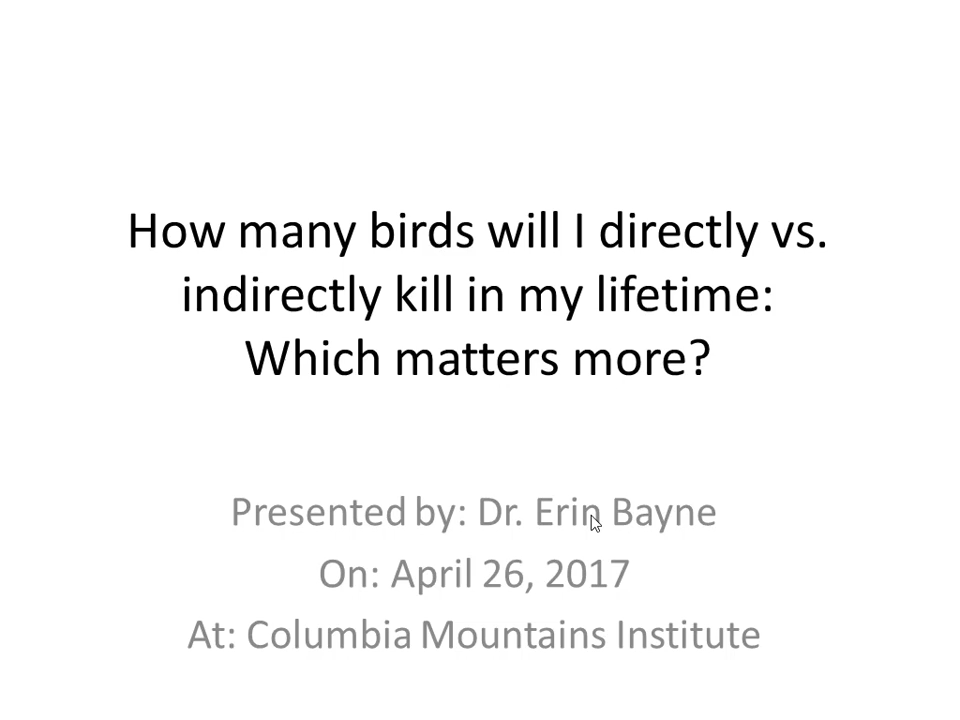 How many birds will I directly vs.
indirectly kill in my lifetime:
Which matters more?
Presented by: Dr. Erin Bayne
On: April 26, 2017
At: Columbia Mountains Institute